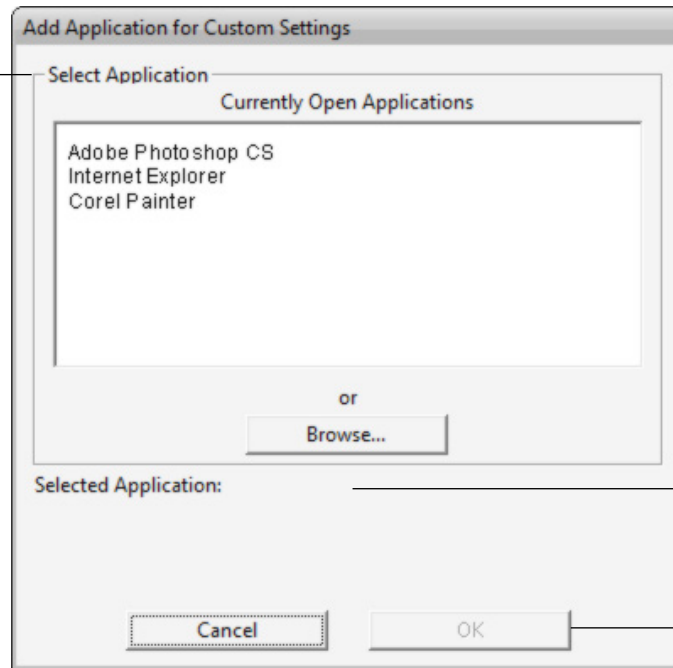 Add Application for Custom Settings
Select Application
Currently Open Applications
Adobe Photoshop CS
Internet Explorer
Corel Painter
or
Browse...
Selected Application:
Cancel
OK